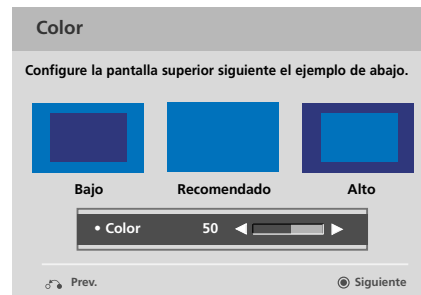 Color
Configure la pantalla superior siguiente el ejemplo de abajo.
Bajo Recomendado Alto
• Color 50
Prev. Siguiente